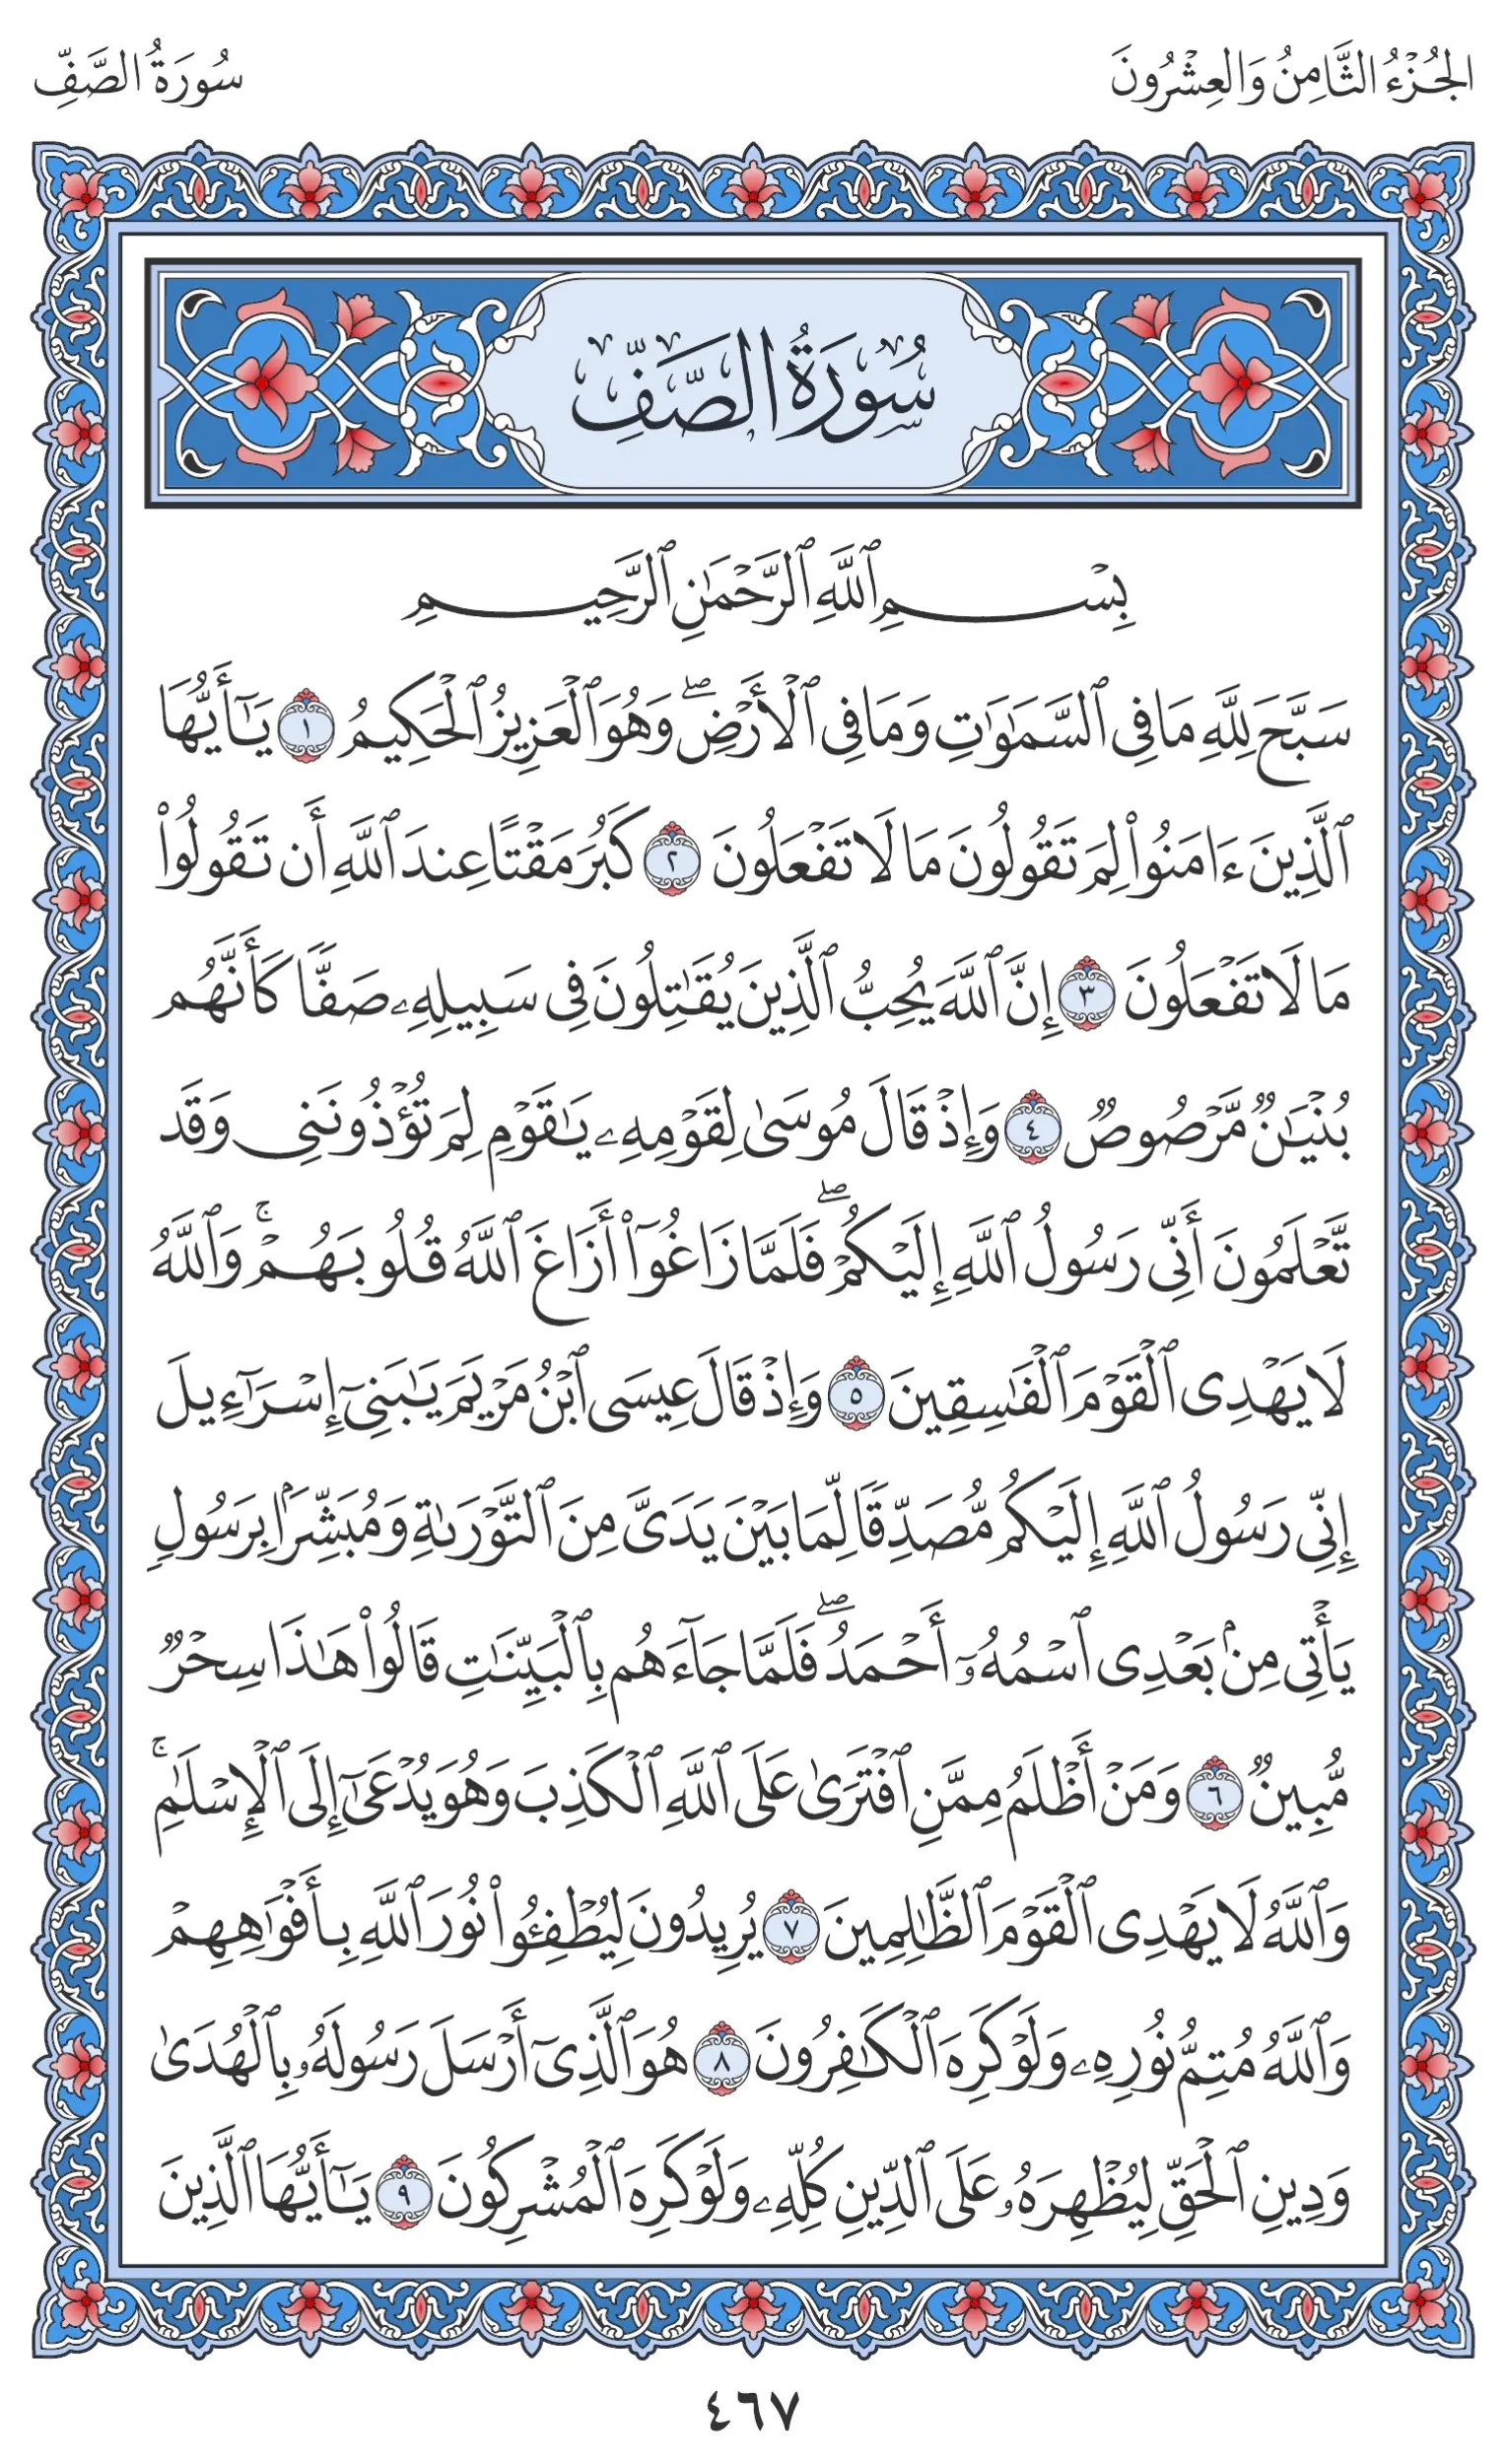 الجُزْءُ الثَّامِنُ وَالعِشْرُونَ
سُورَةُ الصَّفِّ
سُورَةُ الصَّفِّ
بِسْمِ ٱللَّهِ ٱلرَّحْمَٰنِ ٱلرَّحِيمِ
سَبَّحَ لِلَّهِ مَا فِى ٱلسَّمَٰوَٰتِ وَمَا فِى ٱلْأَرْضِۖ وَهُوَ ٱلْعَزِيزُ ٱلْحَكِيمُ ١ يَٰٓأَيُّهَا
ٱلَّذِينَ ءَامَنُوا۟ لِمَ تَقُولُونَ مَا لَا تَفْعَلُونَ ٢ كَبُرَ مَقْتًا عِندَ ٱللَّهِ أَن تَقُولُوا۟
مَا لَا تَفْعَلُونَ ٣ إِنَّ ٱللَّهَ يُحِبُّ ٱلَّذِينَ يُقَٰتِلُونَ فِى سَبِيلِهِۦ صَفًّا كَأَنَّهُم
بُنْيَٰنٌ مَّرْصُوصٌ ٤ وَإِذْ قَالَ مُوسَىٰ لِقَوْمِهِۦ يَٰقَوْمِ لِمَ تُؤْذُونَنِى وَقَد
تَّعْلَمُونَ أَنِّى رَسُولُ ٱللَّهِ إِلَيْكُمْۖ فَلَمَّا زَاغُوٓا۟ أَزَاغَ ٱللَّهُ قُلُوبَهُمْۚ وَٱللَّهُ
لَا يَهْدِى ٱلْقَوْمَ ٱلْفَٰسِقِينَ ٥ وَإِذْ قَالَ عِيسَى ٱبْنُ مَرْيَمَ يَٰبَنِىٓ إِسْرَٰٓءِيلَ
إِنِّى رَسُولُ ٱللَّهِ إِلَيْكُم مُّصَدِّقًا لِّمَا بَيْنَ يَدَىَّ مِنَ ٱلتَّوْرَىٰةِ وَمُبَشِّرًۢا بِرَسُولٍ
يَأْتِى مِنۢ بَعْدِى ٱسْمُهُۥٓ أَحْمَدُۖ فَلَمَّا جَآءَهُم بِٱلْبَيِّنَٰتِ قَالُوا۟ هَٰذَا سِحْرٌ
مُّبِينٌ ٦ وَمَنْ أَظْلَمُ مِمَّنِ ٱفْتَرَىٰ عَلَى ٱللَّهِ ٱلْكَذِبَ وَهُوَ يُدْعَىٰٓ إِلَى ٱلْإِسْلَٰمِۚ
وَٱللَّهُ لَا يَهْدِى ٱلْقَوْمَ ٱلظَّٰلِمِينَ ٧ يُرِيدُونَ لِيُطْفِـُٔوا۟ نُورَ ٱللَّهِ بِأَفْوَٰهِهِمْ
وَٱللَّهُ مُتِمُّ نُورِهِۦ وَلَوْ كَرِهَ ٱلْكَٰفِرُونَ ٨ هُوَ ٱلَّذِىٓ أَرْسَلَ رَسُولَهُۥ بِٱلْهُدَىٰ
وَدِينِ ٱلْحَقِّ لِيُظْهِرَهُۥ عَلَى ٱلدِّينِ كُلِّهِۦ وَلَوْ كَرِهَ ٱلْمُشْرِكُونَ ٩ يَٰٓأَيُّهَا ٱلَّذِينَ
٤٦٧